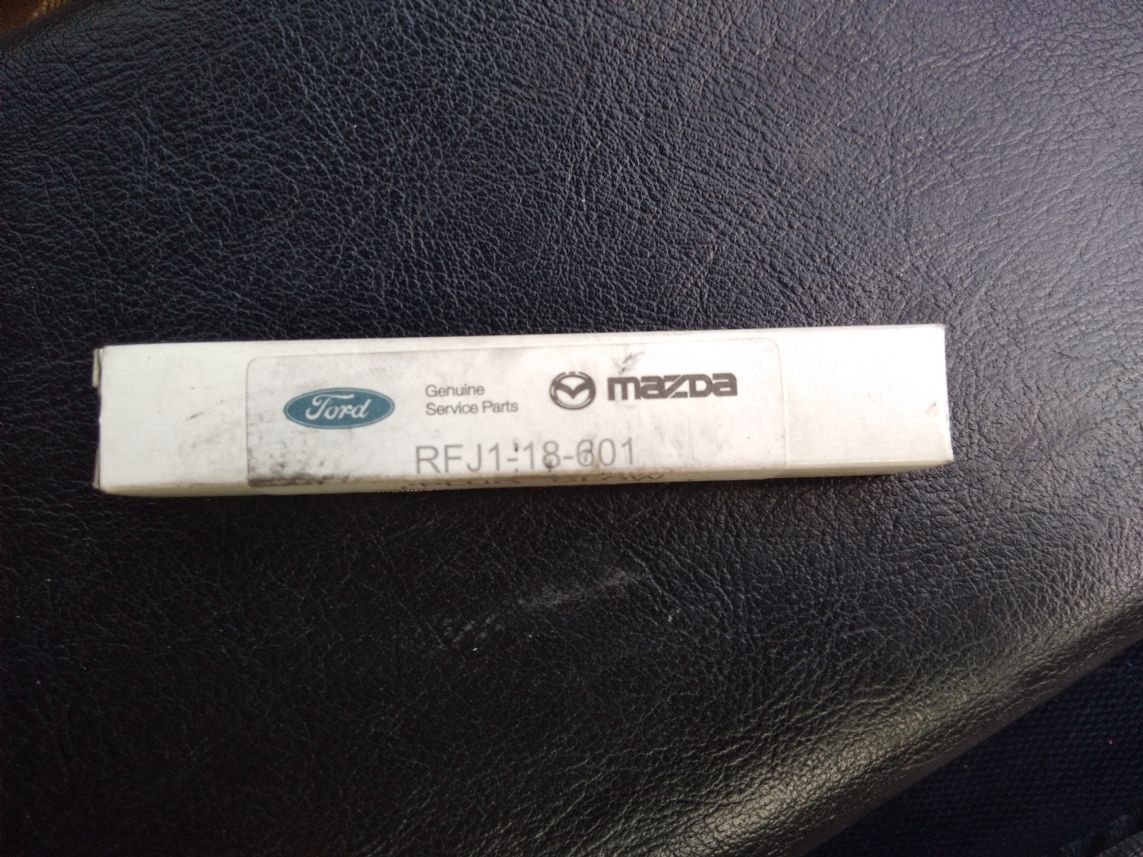 Ford
Genuine
Service Parts
mazda
RFJ1-18-601